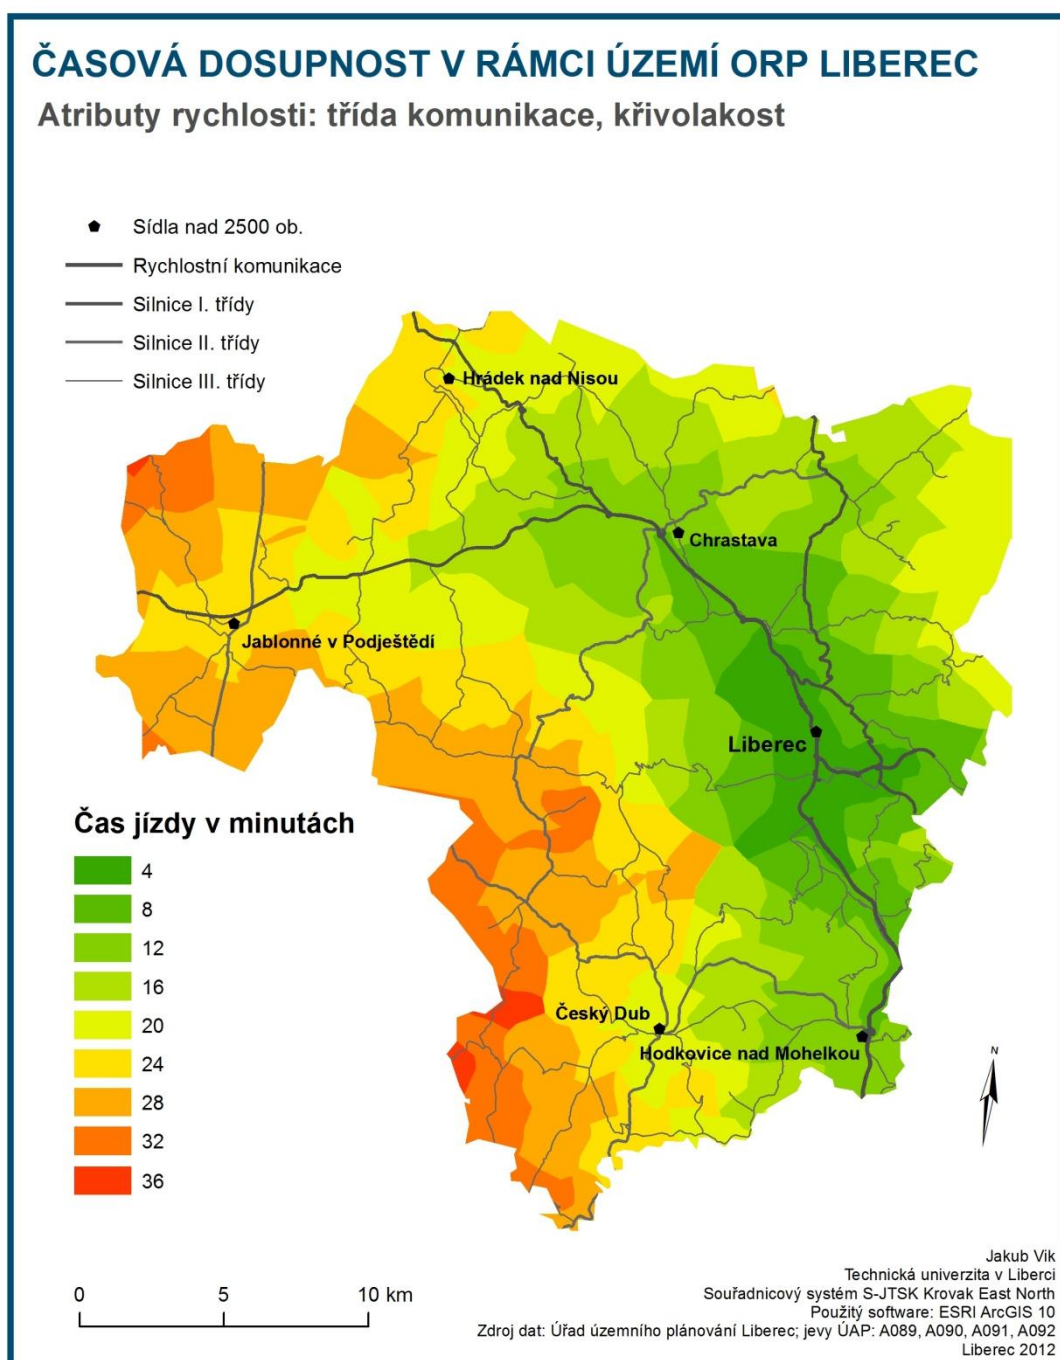 ČASOVÁ DOSUPNOST V RÁMCI ÚZEMÍ ORP LIBEREC
Atributy rychlosti: třída komunikace, křivolakost
Sídla nad 2500 ob.
Rychlostní komunikace
Silnice I. třídy
Silnice II. třídy
Silnice III. třídy
Hrádek nad Nisou
Chrastava
Jablonné v Podještědí
Liberec
Čas jízdy v minutách
4
8
12
16
20
24
28
32
36
Český Dub
Hodkovice nad Mohelkou
N
0 5 10 km
Jakub Vik
Technická univerzita v Liberci
Souřadnicový systém S-JTSK Krovak East North
Použitý software: ESRI ArcGIS 10
Zdroj dat: Úřad územního plánování Liberec; jevy ÚAP: A089, A090, A091, A092
Liberec 2012